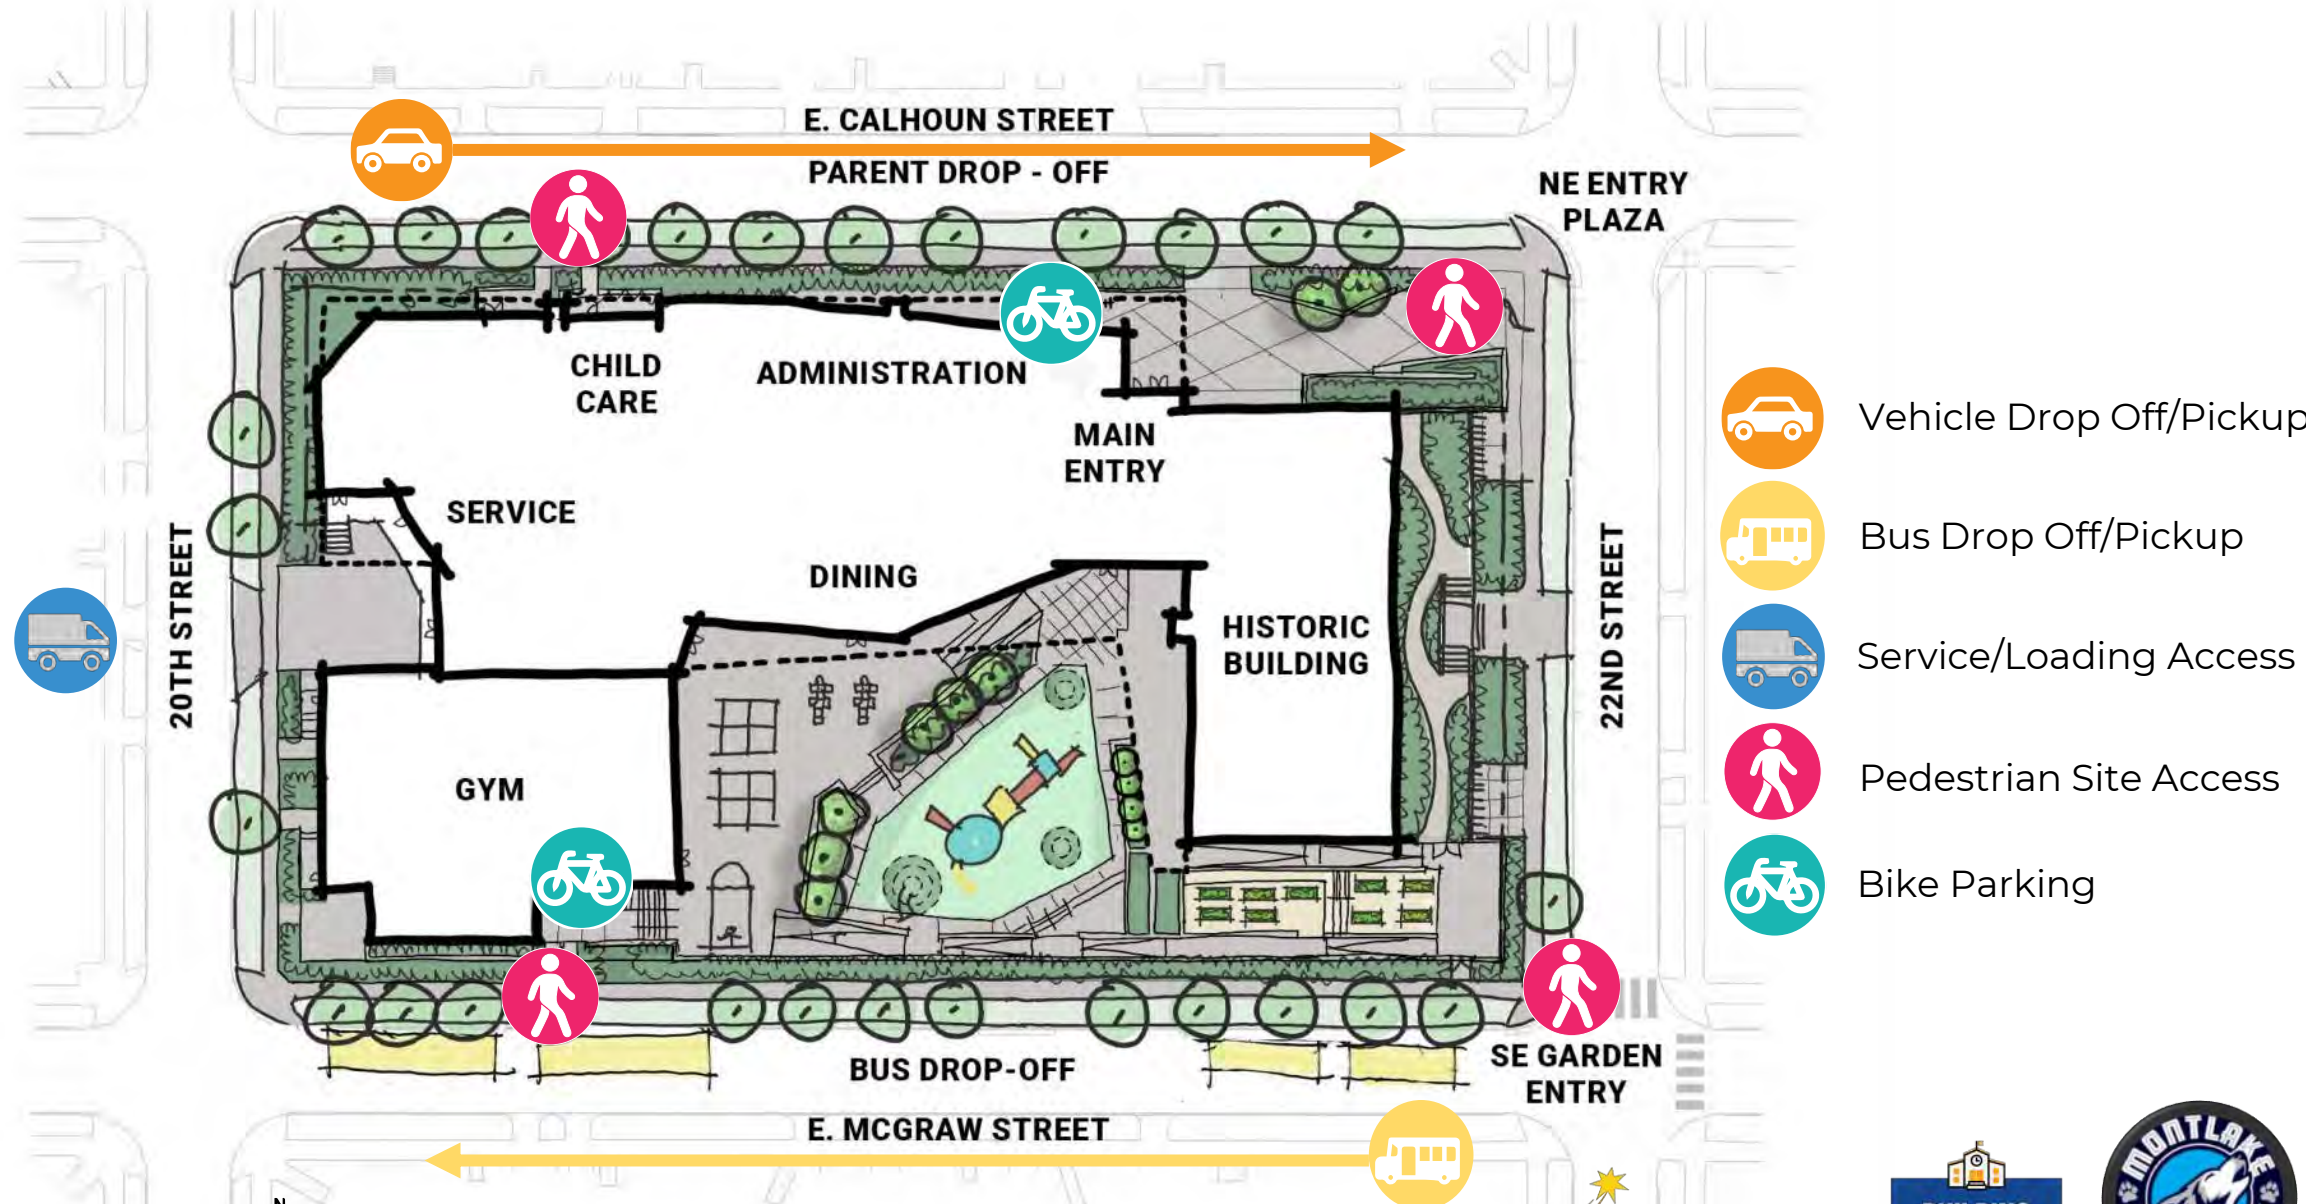 E. CALHOUN STREET
PARENT DROP - OFF
NE ENTRY
PLAZA
CHILD
CARE
ADMINISTRATION
MAIN
ENTRY
SERVICE
DINING
20TH STREET
HISTORIC
BUILDING
22ND STREET
GYM
BUS DROP-OFF
SE GARDEN
ENTRY
E. MCGRAW STREET
N
Vehicle Drop Off/Pickup
Bus Drop Off/Pickup
Service/Loading Access
Pedestrian Site Access
Bike Parking
MONTLAKE